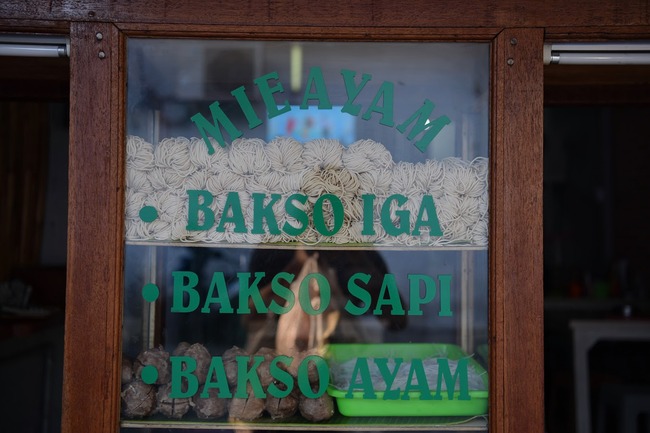 MIE AYAM
• BAKSO IGA
• BAKSO SAPI
• BAKSO AYAM